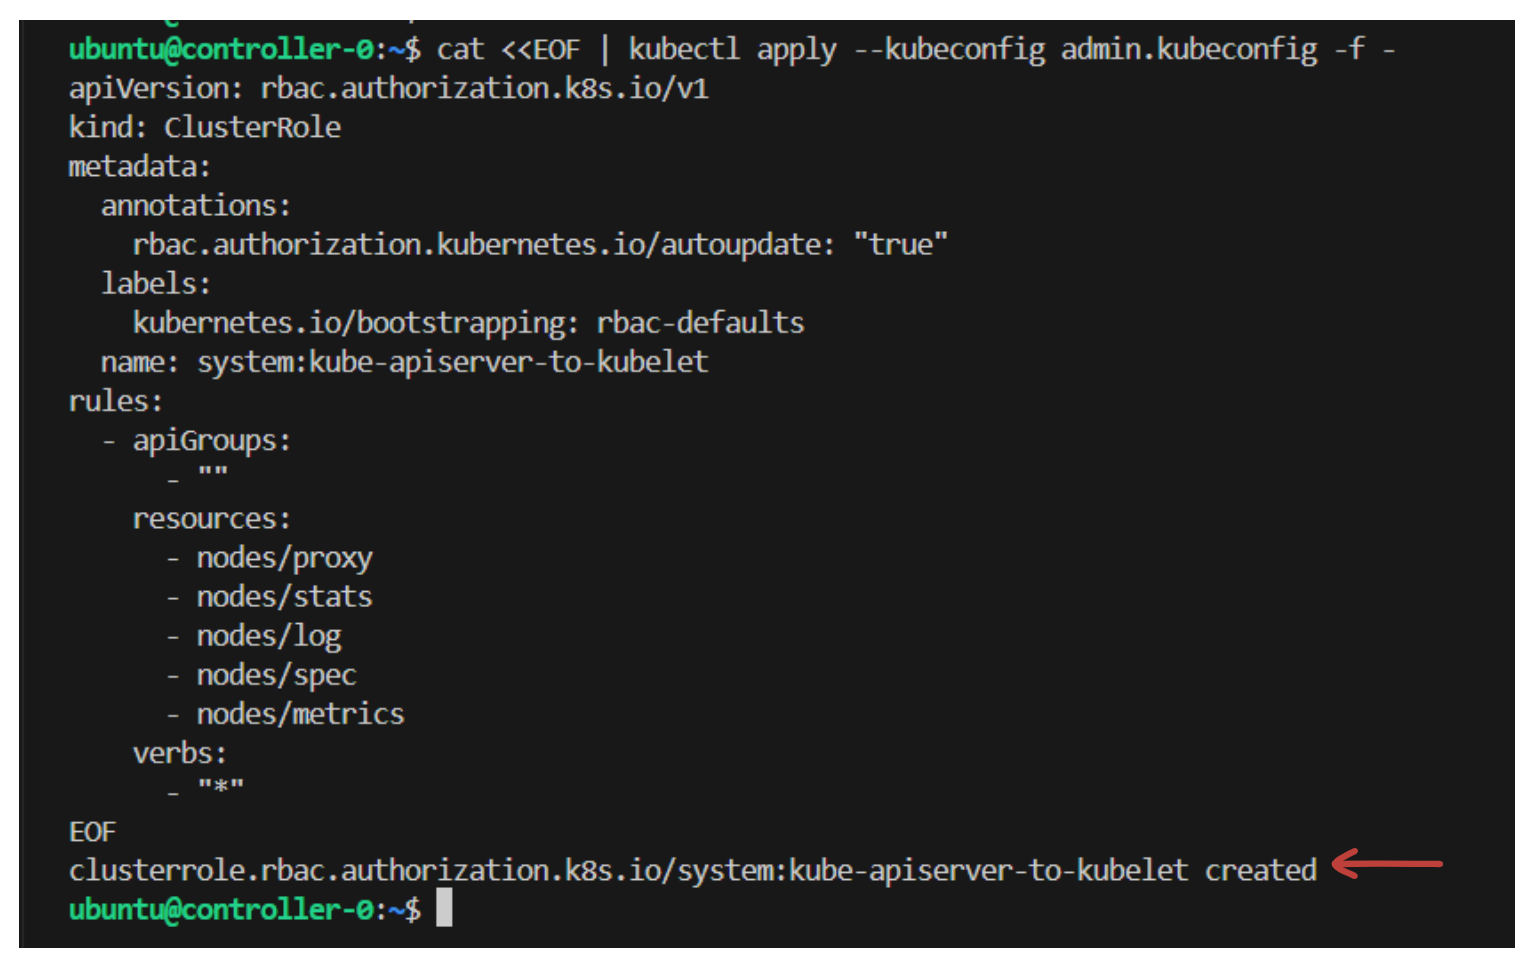 ubuntu@controller-0:~$ cat <<EOF | kubectl apply --kubeconfig admin.kubeconfig -f -
apiVersion: rbac.authorization.k8s.io/v1
kind: ClusterRole
metadata:
  annotations:
    rbac.authorization.kubernetes.io/autoupdate: "true"
  labels:
    kubernetes.io/bootstrapping: rbac-defaults
  name: system:kube-apiserver-to-kubelet
rules:
  - apiGroups:
      - ""
    resources:
      - nodes/proxy
      - nodes/stats
      - nodes/log
      - nodes/spec
      - nodes/metrics
    verbs:
      - "*"
EOF
clusterrole.rbac.authorization.k8s.io/system:kube-apiserver-to-kubelet created
ubuntu@controller-0:~$